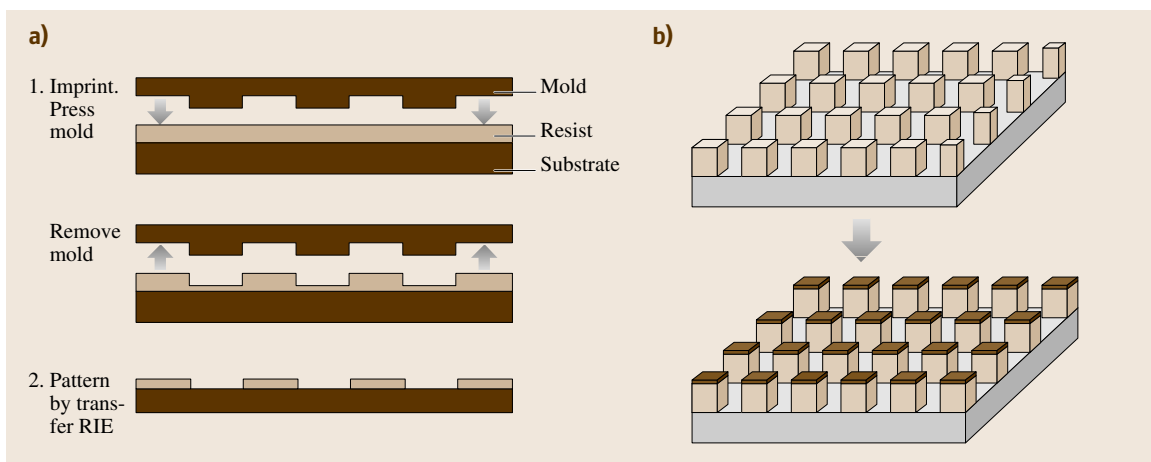 a)
1. Imprint.
Press
mold
Mold
Resist
Substrate
Remove
mold
2. Pattern
by trans-
fer RIE
b)